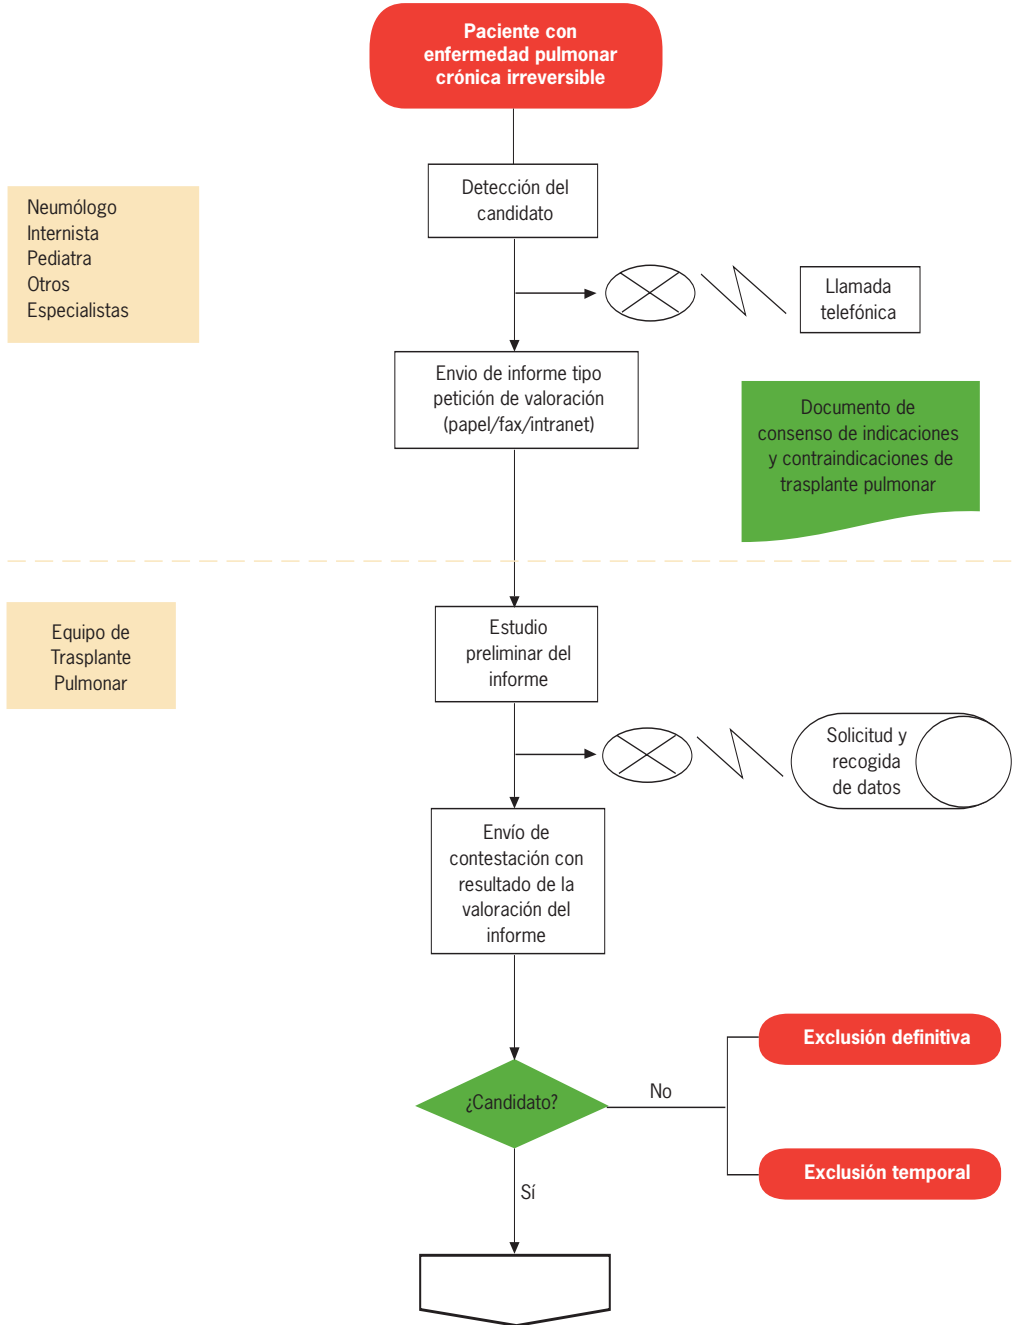 Paciente con
enfermedad pulmonar
crónica irreversible
Detección del
candidato
Neumólogo
Internista
Pediatra
Otros
Especialistas
Llamada
telefónica
Envio de informe tipo
petición de valoración
(papel/fax/intranet)
Documento de
consenso de indicaciones
y contraindicaciones de
trasplante pulmonar
Equipo de
Trasplante
Pulmonar
Estudio
preliminar del
informe
Solicitud y
recogida
de datos
Envío de
contestación con
resultado de la
valoración del
informe
Exclusión definitiva
¿Candidato?
No
Exclusión temporal
Sí